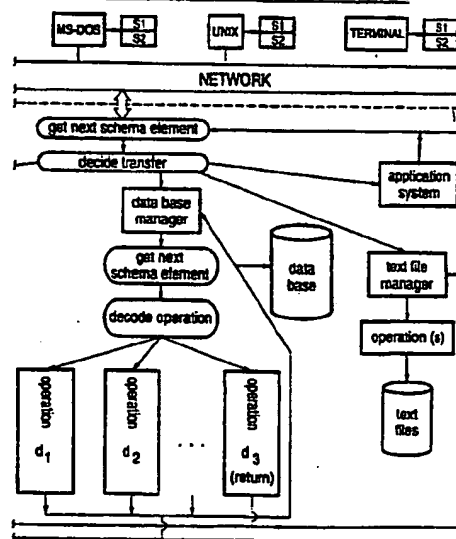 MS-DOS
S1
S2
UNIX
S1
S2
TERMINAL
S1
S2
NETWORK
get next schema element
decide transfer
application
system
data base
manager
get next
schema element
data
base
text file
manager
decode operation
operation (s)
operation
d1
operation
d2
...
operation
d3
(return)
text
files